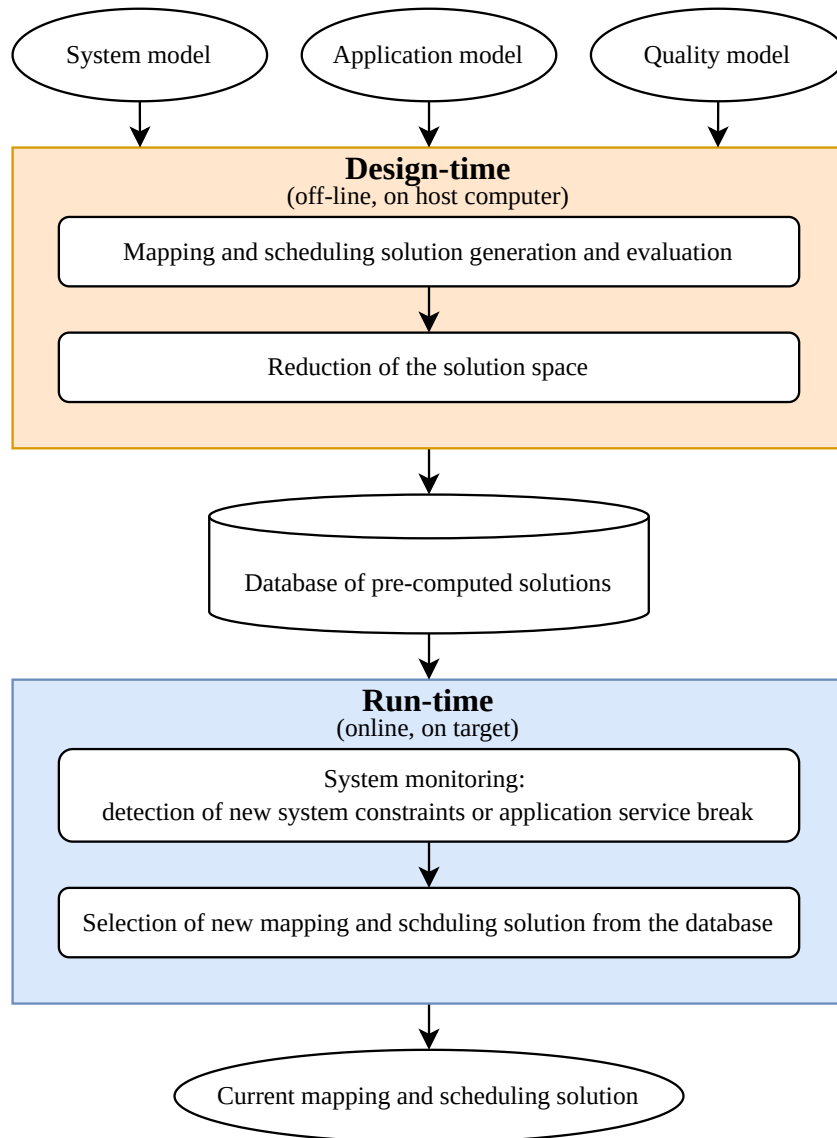 System model
Application model
Quality model
Design-time
(off-line, on host computer)
Mapping and scheduling solution generation and evaluation
Reduction of the solution space
Database of pre-computed solutions
Run-time
(online, on target)
System monitoring:
detection of new system constraints or application service break
Selection of new mapping and schduling solution from the database
Current mapping and scheduling solution